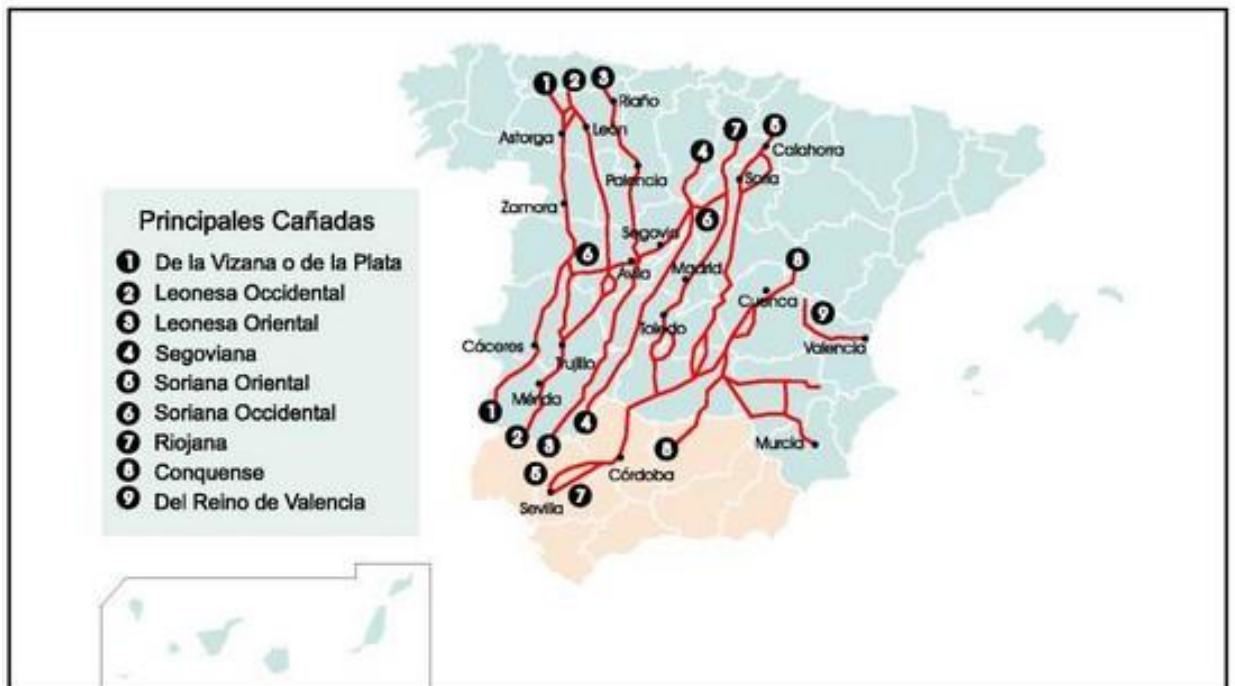 1
2
3
Riaño
Astorga
León
7
5
Calahorra
4
Palencia
Soria
Zamora
6
Segovia
6
Avila
Madrid
8
Cuenca
9
Toledo
Valencia
Cáceres
Trujillo
Mérida
1
2
3
4
Murcia
8
5
Córdoba
7
Sevilla
Principales Cañadas
1 De la Vizana o de la Plata
2 Leonesa Occidental
3 Leonesa Oriental
4 Segoviana
5 Soriana Oriental
6 Soriana Occidental
7 Riojana
8 Conquense
9 Del Reino de Valencia